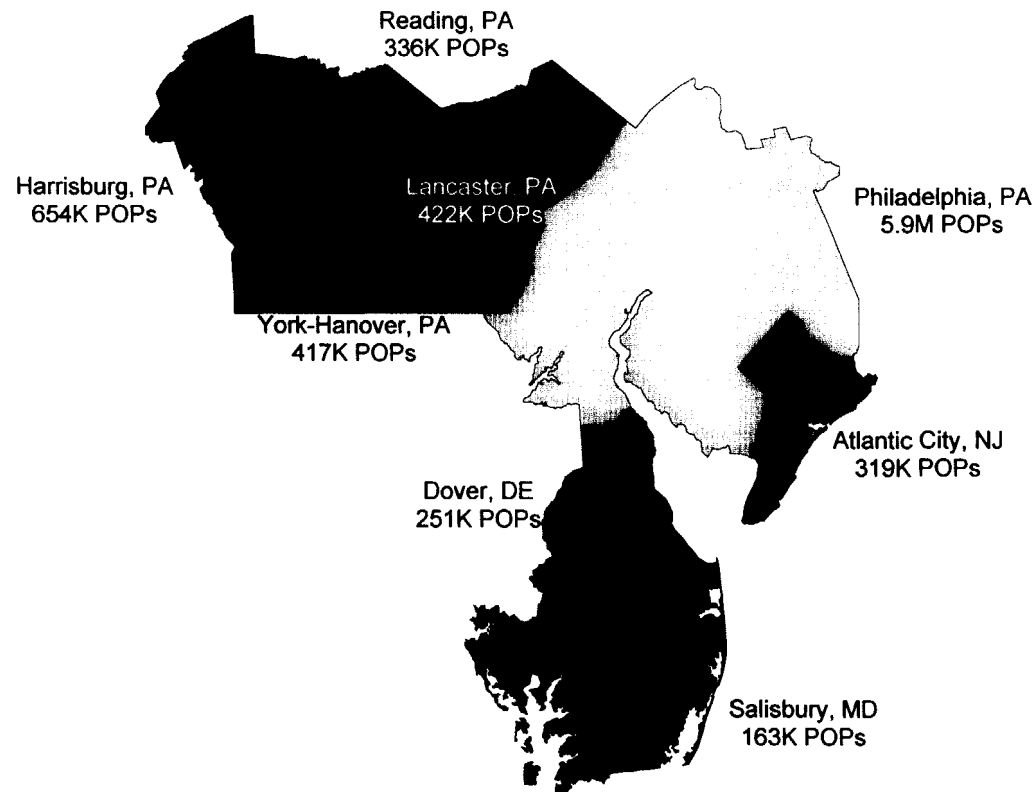 Reading, PA
336K POPs
Harrisburg, PA
654K POPs
Lancaster, PA
422K POPs
Philadelphia, PA
5.9M POPs
York-Hanover, PA
417K POPs
Atlantic City, NJ
319K POPs
Dover, DE
251K POPs
Salisbury, MD
163K POPs